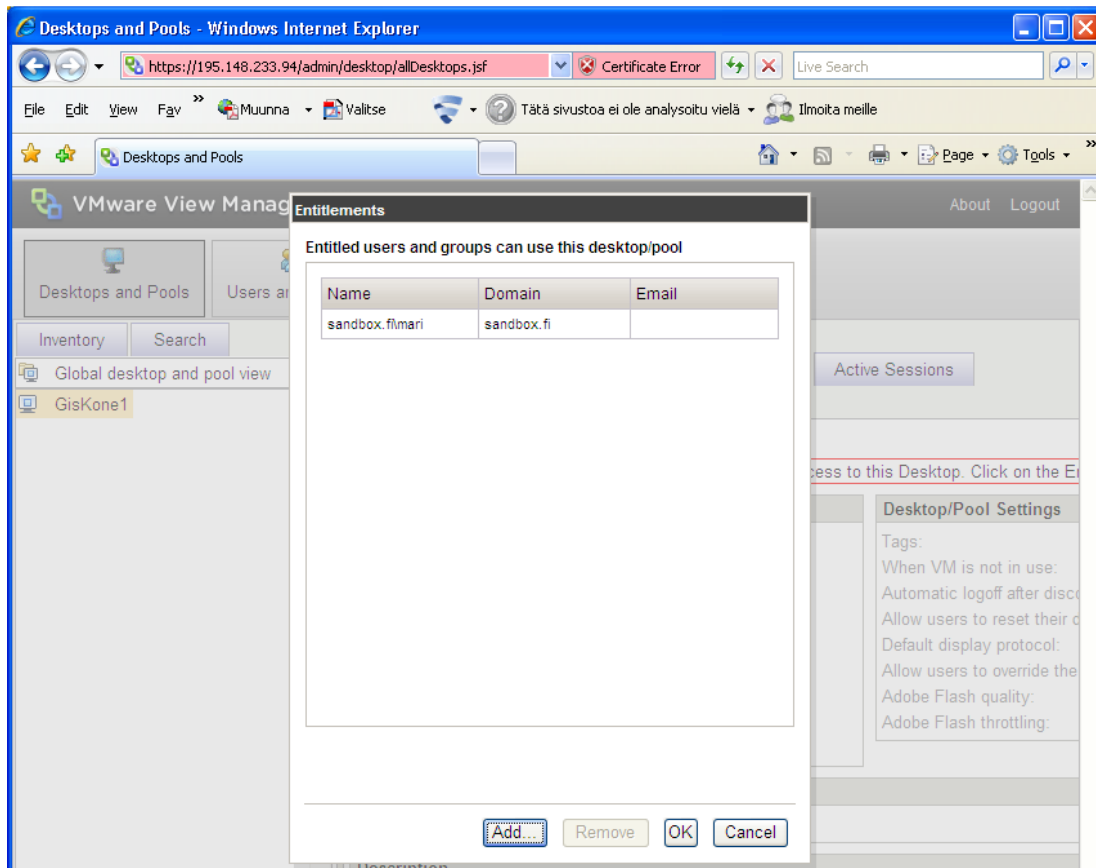 Desktops and Pools - Windows Internet Explorer
https://195.148.233.94/admin/desktop/allDesktops.jsf Certificate Error Live Search
File Edit View Fav » Muunna Valitse Tätä sivustoa ei ole analysoitu vielä Ilmoita meille
Desktops and Pools Page Tools »
VMware View Manag About Logout
Entitlements
Entitled users and groups can use this desktop/pool
Desktops and Pools Users an
Name Domain Email
sandbox.fi\mari sandbox.fi
Inventory Search
Global desktop and pool view Active Sessions
GisKone1
cess to this Desktop. Click on the En
Desktop/Pool Settings
Tags:
When VM is not in use:
Automatic logoff after disco
Allow users to reset their d
Default display protocol:
Allow users to override the
Adobe Flash quality:
Adobe Flash throttling:
Add... Remove OK Cancel
Description